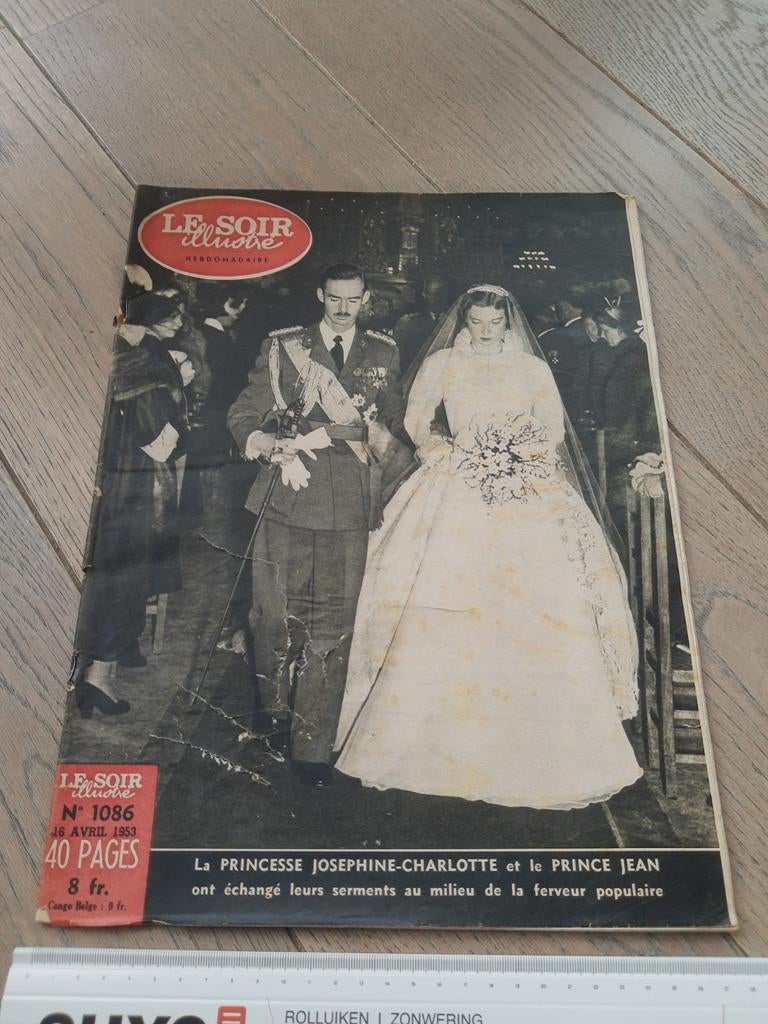 LE SOIR
illustré
HEBDOMADAIRE
LE SOIR
illustré
N° 1086
16 AVRIL 1953
40 PAGES
8 fr.
Congo Belge : 9 fr.
La PRINCESSE JOSEPHINE-CHARLOTTE et le PRINCE JEAN
ont échangé leurs serments au milieu de la ferveur populaire
ROLLUIKEN | ZONWERING